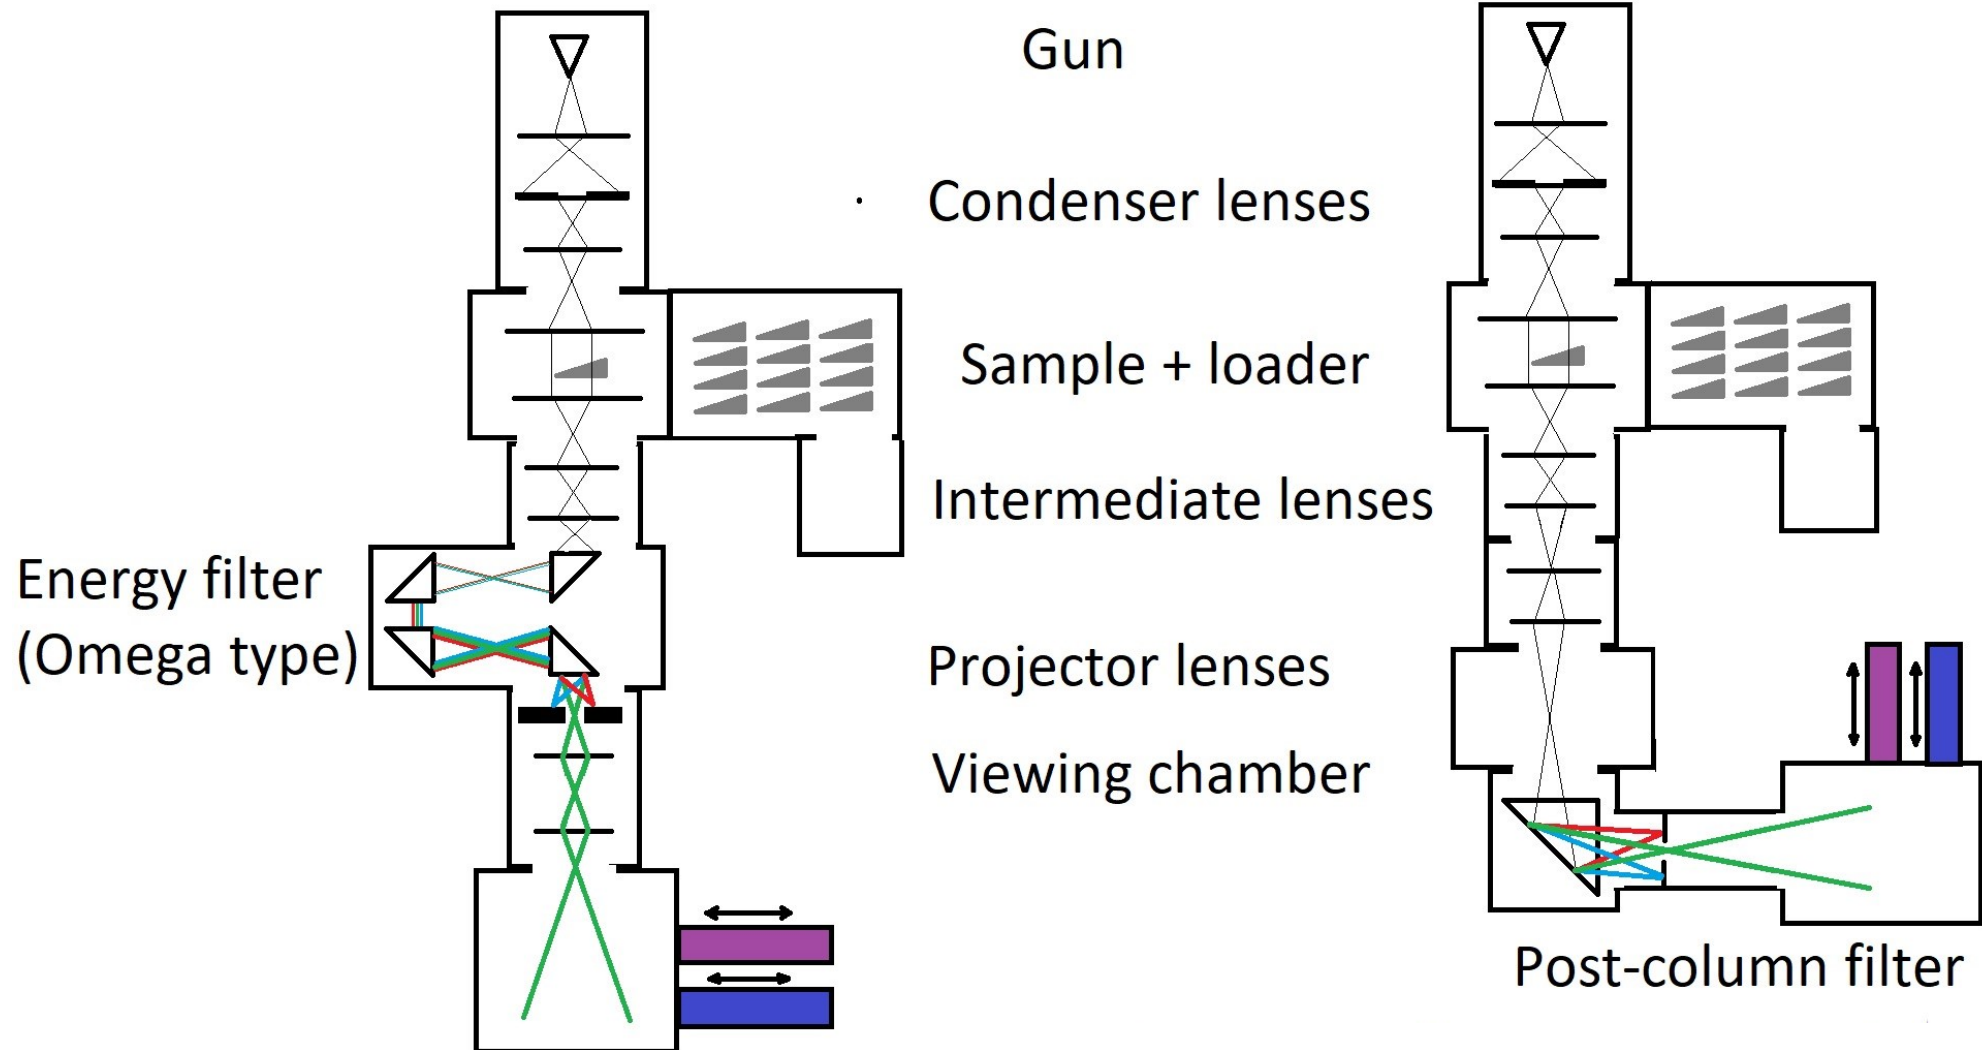 Gun
Condenser lenses
Sample + loader
Intermediate lenses
Energy filter
(Omega type)
Projector lenses
Viewing chamber
Post-column filter